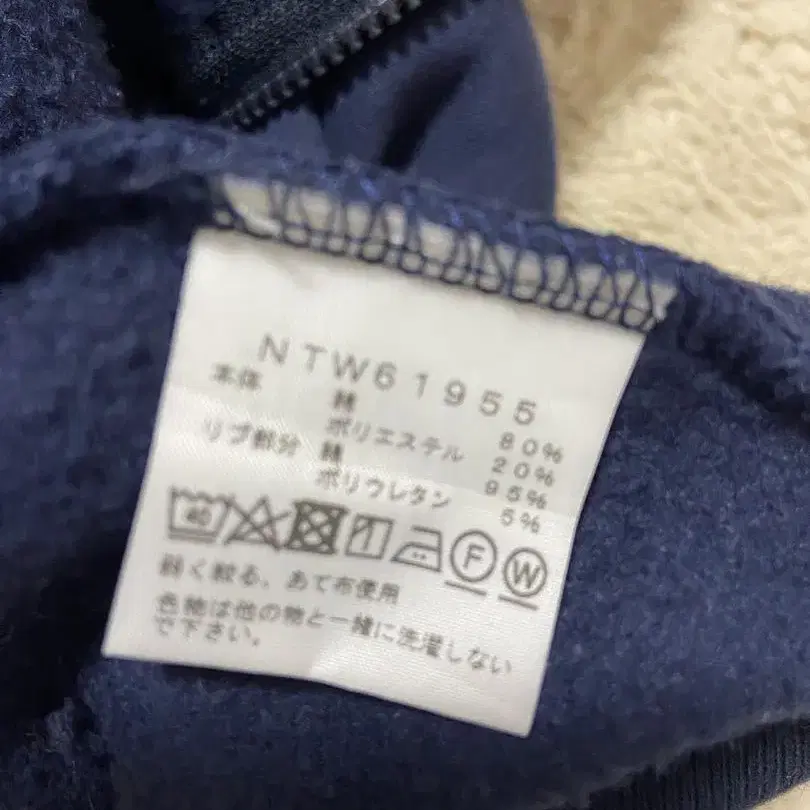 NTW61955
本体 綿 80%
ポリエステル 20%
リブ部分 綿 95%
ポリウレタン 5%
40 F W
弱く絞る、あて布使用
色物は他の物と一緒に洗濯しない
で下さい。